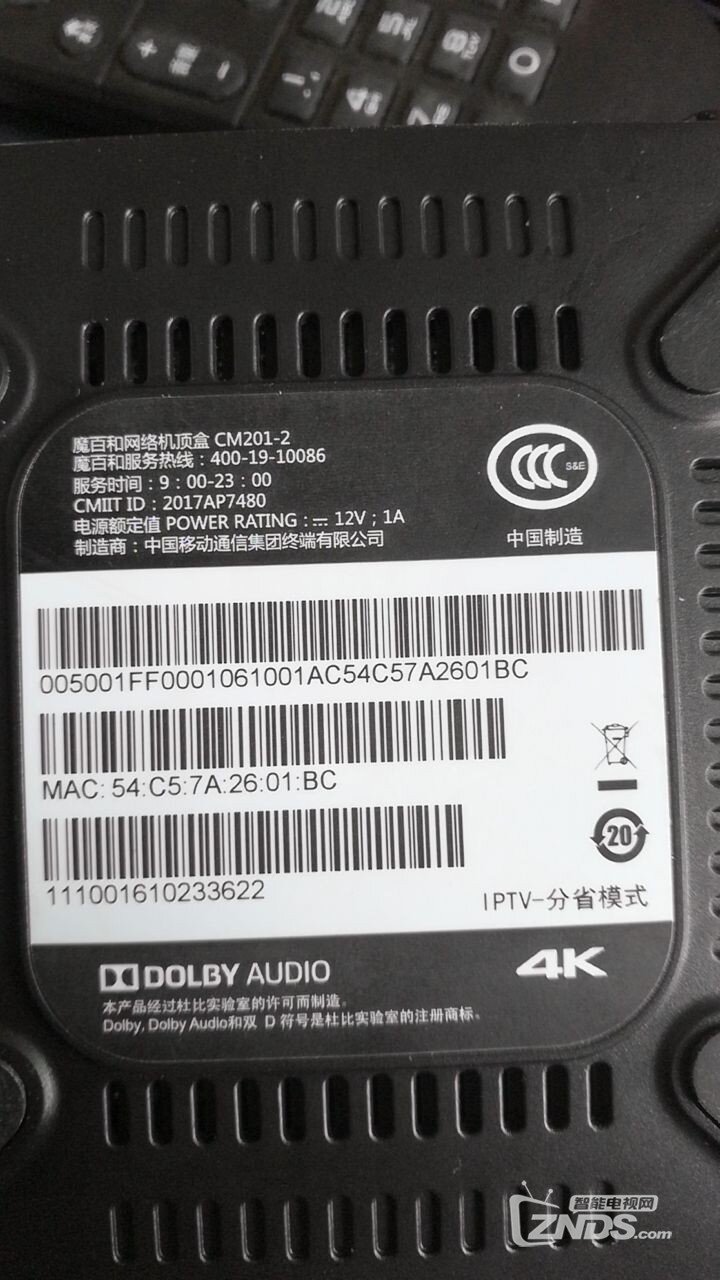 0
魔百和网络机顶盒 CM201-2
魔百和服务热线：400-19-10086
服务时间：9：00-23：00
CMIIT ID：2017AP7480
电源额定值 POWER RATING：⎓ 12V；1A
制造商：中国移动通信集团终端有限公司
CCC S&E
中国制造
005001FF0001061001AC54C57A2601BC
MAC: 54:C5:7A:26:01:BC
20
111001610233622
IPTV-分省模式
DOLBY AUDIO
4K
本产品经过杜比实验室的许可而制造。
Dolby, Dolby Audio和双 D 符号是杜比实验室的注册商标。
智能电视网
ZNDS.com